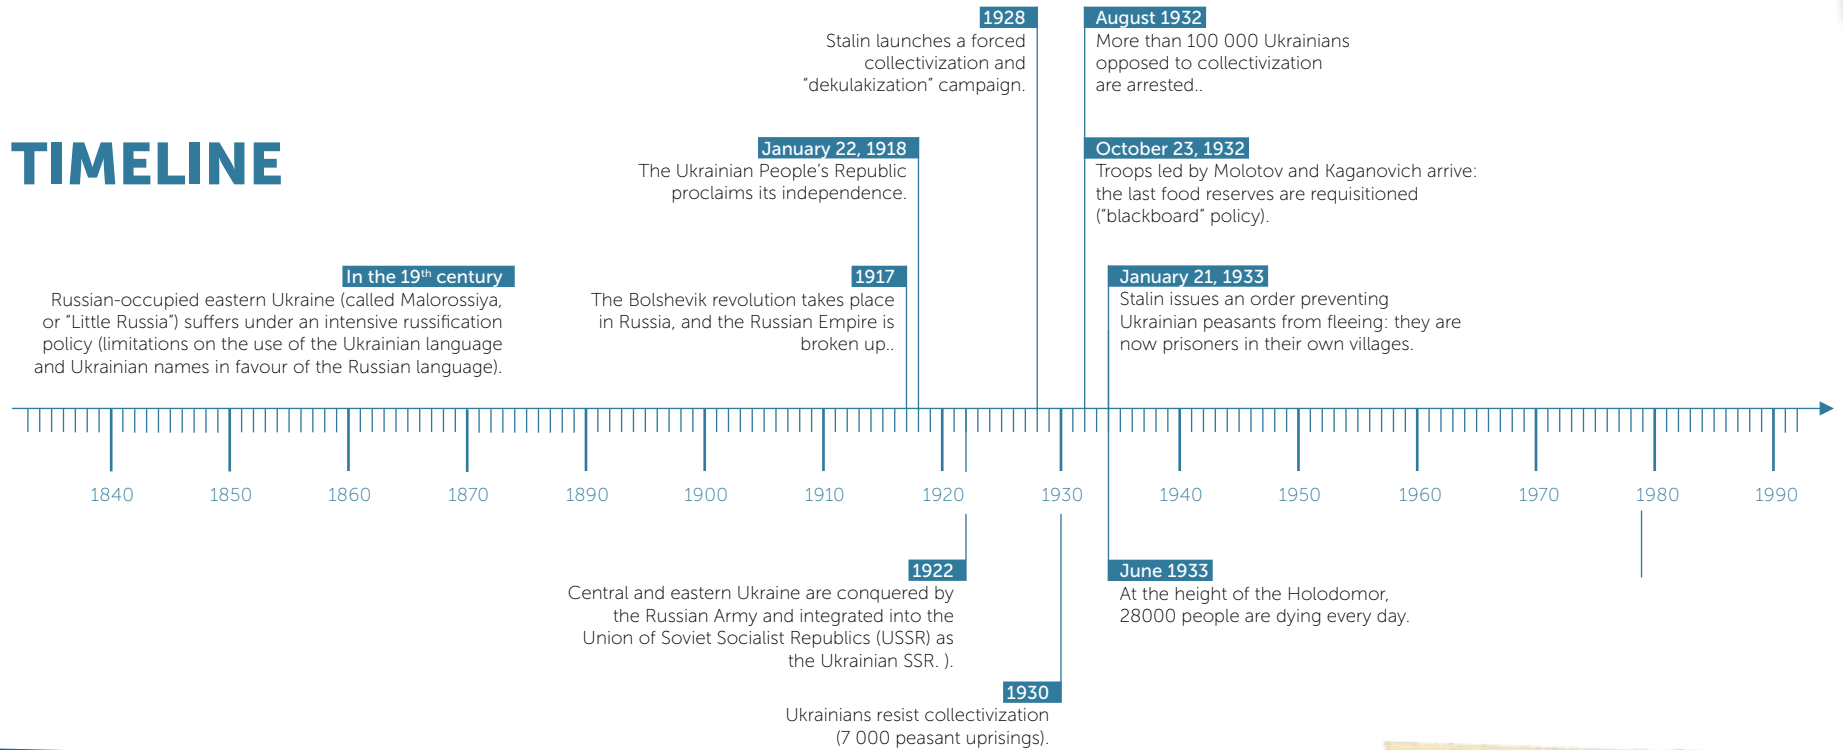 TIMELINE
In the 19th century
Russian-occupied eastern Ukraine (called Malorossiya,
or "Little Russia") suffers under an intensive russification
policy (limitations on the use of the Ukrainian language
and Ukrainian names in favour of the Russian language).
1917
The Bolshevik revolution takes place
in Russia, and the Russian Empire is
broken up..
January 22, 1918
The Ukrainian People's Republic
proclaims its independence.
1928
Stalin launches a forced
collectivization and
"dekulakization" campaign.
August 1932
More than 100 000 Ukrainians
opposed to collectivization
are arrested..
October 23, 1932
Troops led by Molotov and Kaganovich arrive:
the last food reserves are requisitioned
("blackboard" policy).
January 21, 1933
Stalin issues an order preventing
Ukrainian peasants from fleeing: they are
now prisoners in their own villages.
1840 1850 1860 1870 1890 1900 1910 1920 1930 1940 1950 1960 1970 1980 1990
1922
Central and eastern Ukraine are conquered by
the Russian Army and integrated into the
Union of Soviet Socialist Republics (USSR) as
the Ukrainian SSR. ).
1930
Ukrainians resist collectivization
(7 000 peasant uprisings).
June 1933
At the height of the Holodomor,
28000 people are dying every day.